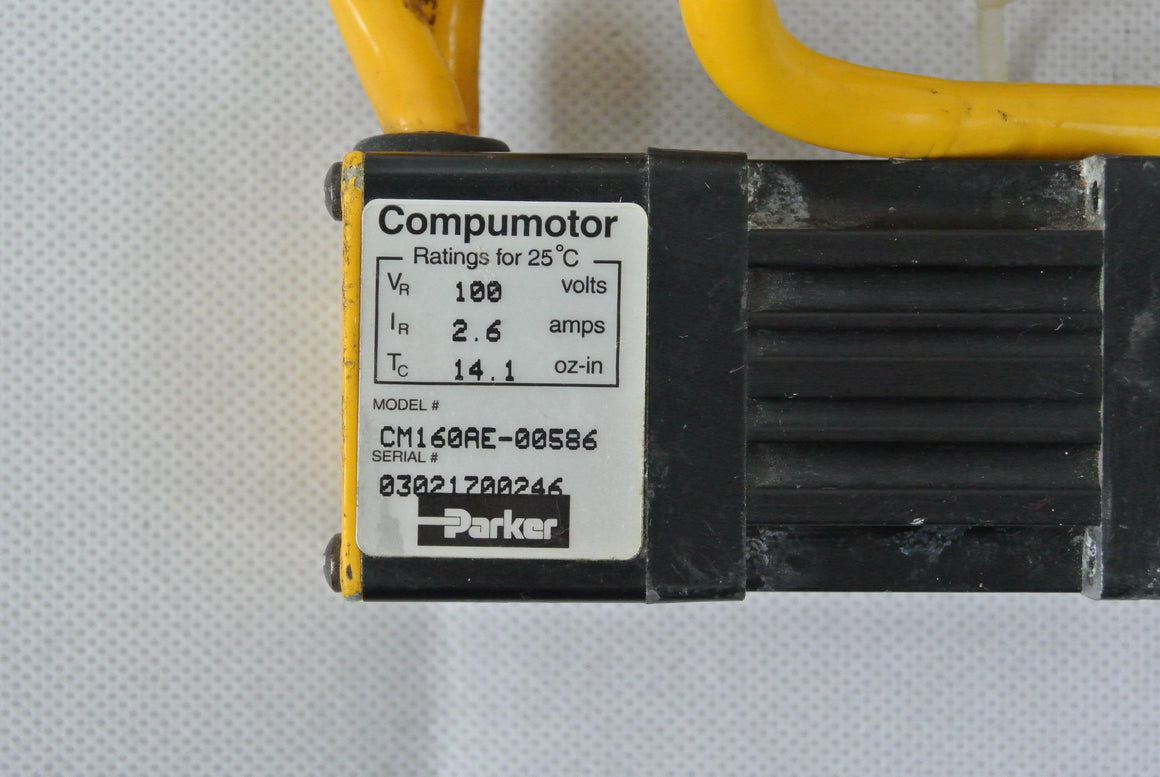 Compumotor
Ratings for 25°C
VR 100 volts
IR 2.6 amps
TC 14.1 oz-in
MODEL #
CM160AE-00586
SERIAL #
03021700246
Parker